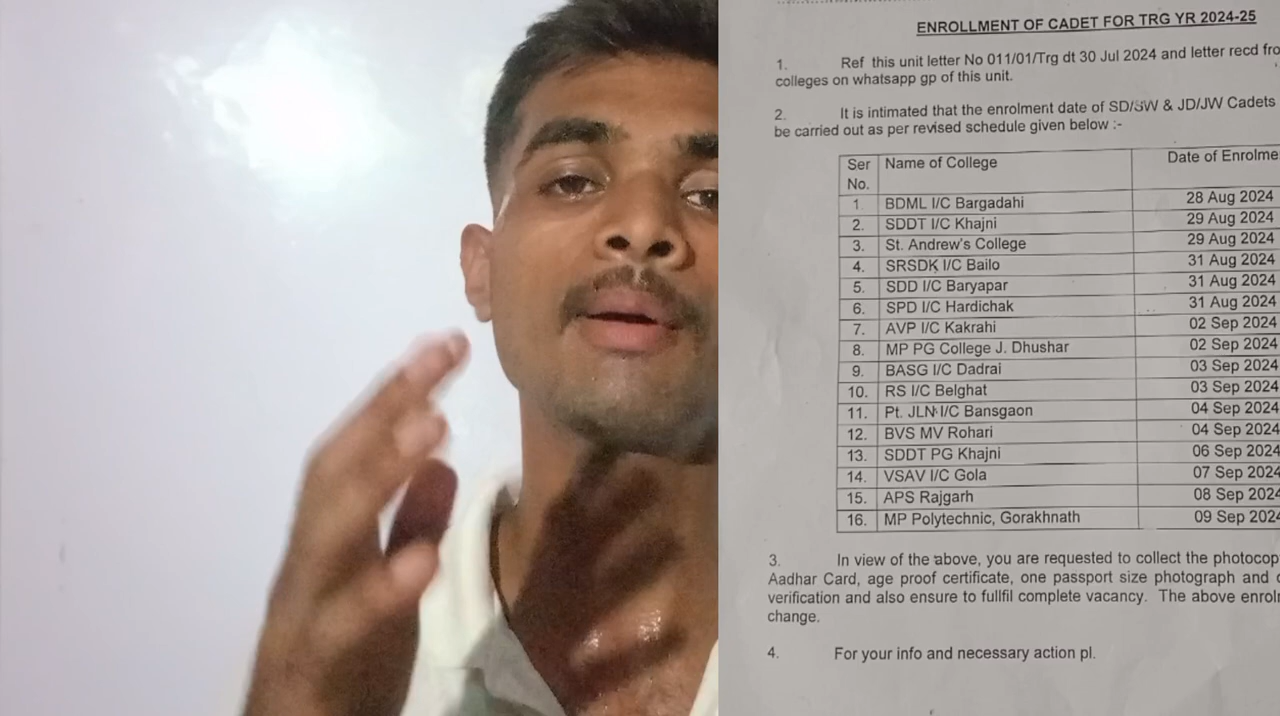 ENROLLMENT OF CADET FOR TRG YR 2024-25
1. Ref this unit letter No 011/01/Trg dt 30 Jul 2024 and letter recd fro
colleges on whatsapp gp of this unit.
2. It is intimated that the enrolment date of SD/SW & JD/JW Cadets
be carried out as per revised schedule given below :-
Ser No. Name of College Date of Enrolme
1. BDML I/C Bargadahi 28 Aug 2024
2. SDDT I/C Khajni 29 Aug 2024
3. St. Andrew's College 29 Aug 2024
4. SRSDK I/C Bailo 31 Aug 2024
5. SDD I/C Baryapar 31 Aug 2024
6. SPD I/C Hardichak 31 Aug 2024
7. AVP I/C Kakrahi 02 Sep 2024
8. MP PG College J. Dhushar 02 Sep 2024
9. BASG I/C Dadrai 03 Sep 2024
10. RS I/C Belghat 03 Sep 2024
11. Pt. JLN I/C Bansgaon 04 Sep 2024
12. BVS MV Rohari 04 Sep 2024
13. SDDT PG Khajni 06 Sep 2024
14. VSAV I/C Gola 07 Sep 2024
15. APS Rajgarh 08 Sep 2024
16. MP Polytechnic, Gorakhnath 09 Sep 2024
3. In view of the above, you are requested to collect the photocop
Aadhar Card, age proof certificate, one passport size photograph and
verification and also ensure to fullfil complete vacancy. The above enrol
change.
4. For your info and necessary action pl.